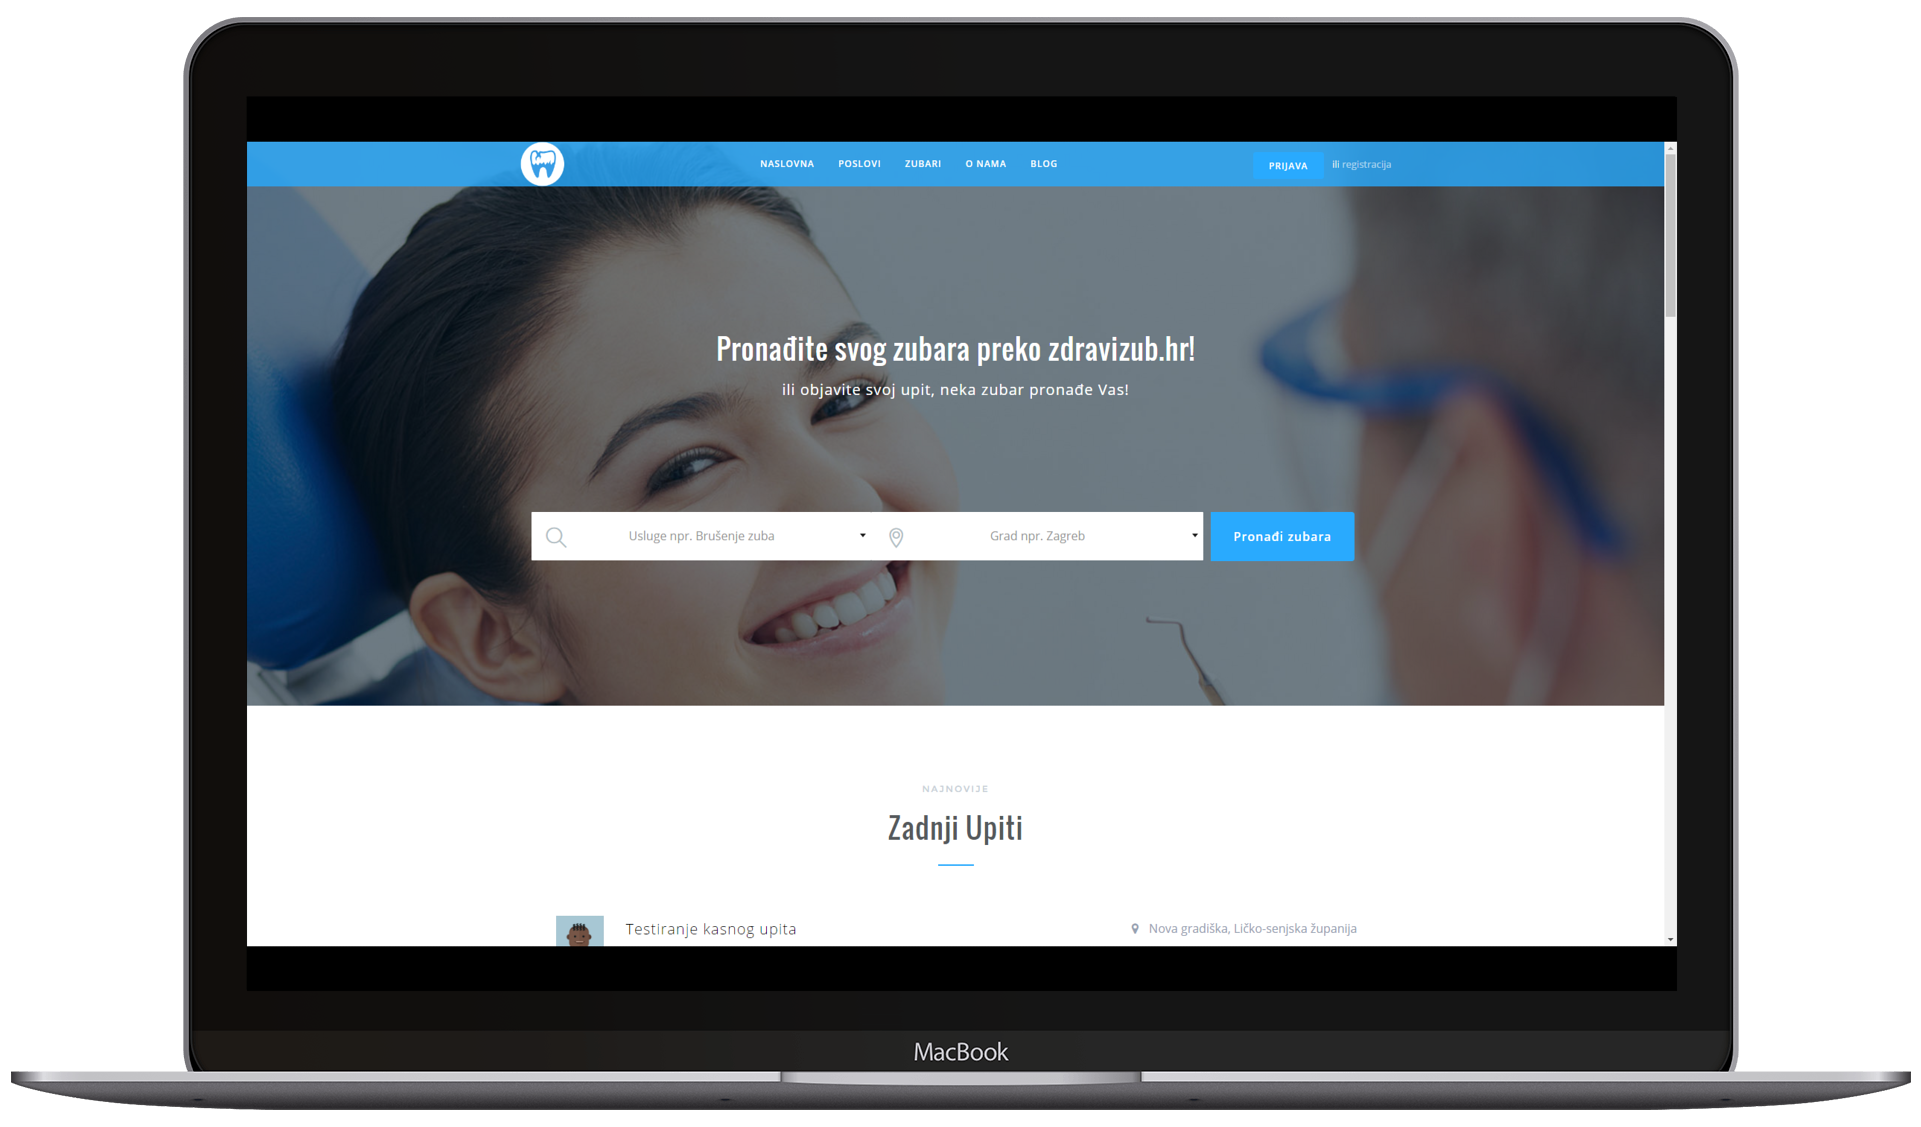 NASLOVNA POSLOVI ZUBARI O NAMA BLOG PRIJAVA ili registracija
Pronađite svog zubara preko zdravizub.hr!
ili objavite svoj upit, neka zubar pronađe Vas!
Usluge npr. Brušenje zuba Grad npr. Zagreb Pronađi zubara
NAJNOVIJE
Zadnji Upiti
Testiranje kasnog upita Nova gradiška, Ličko-senjska županija
MacBook